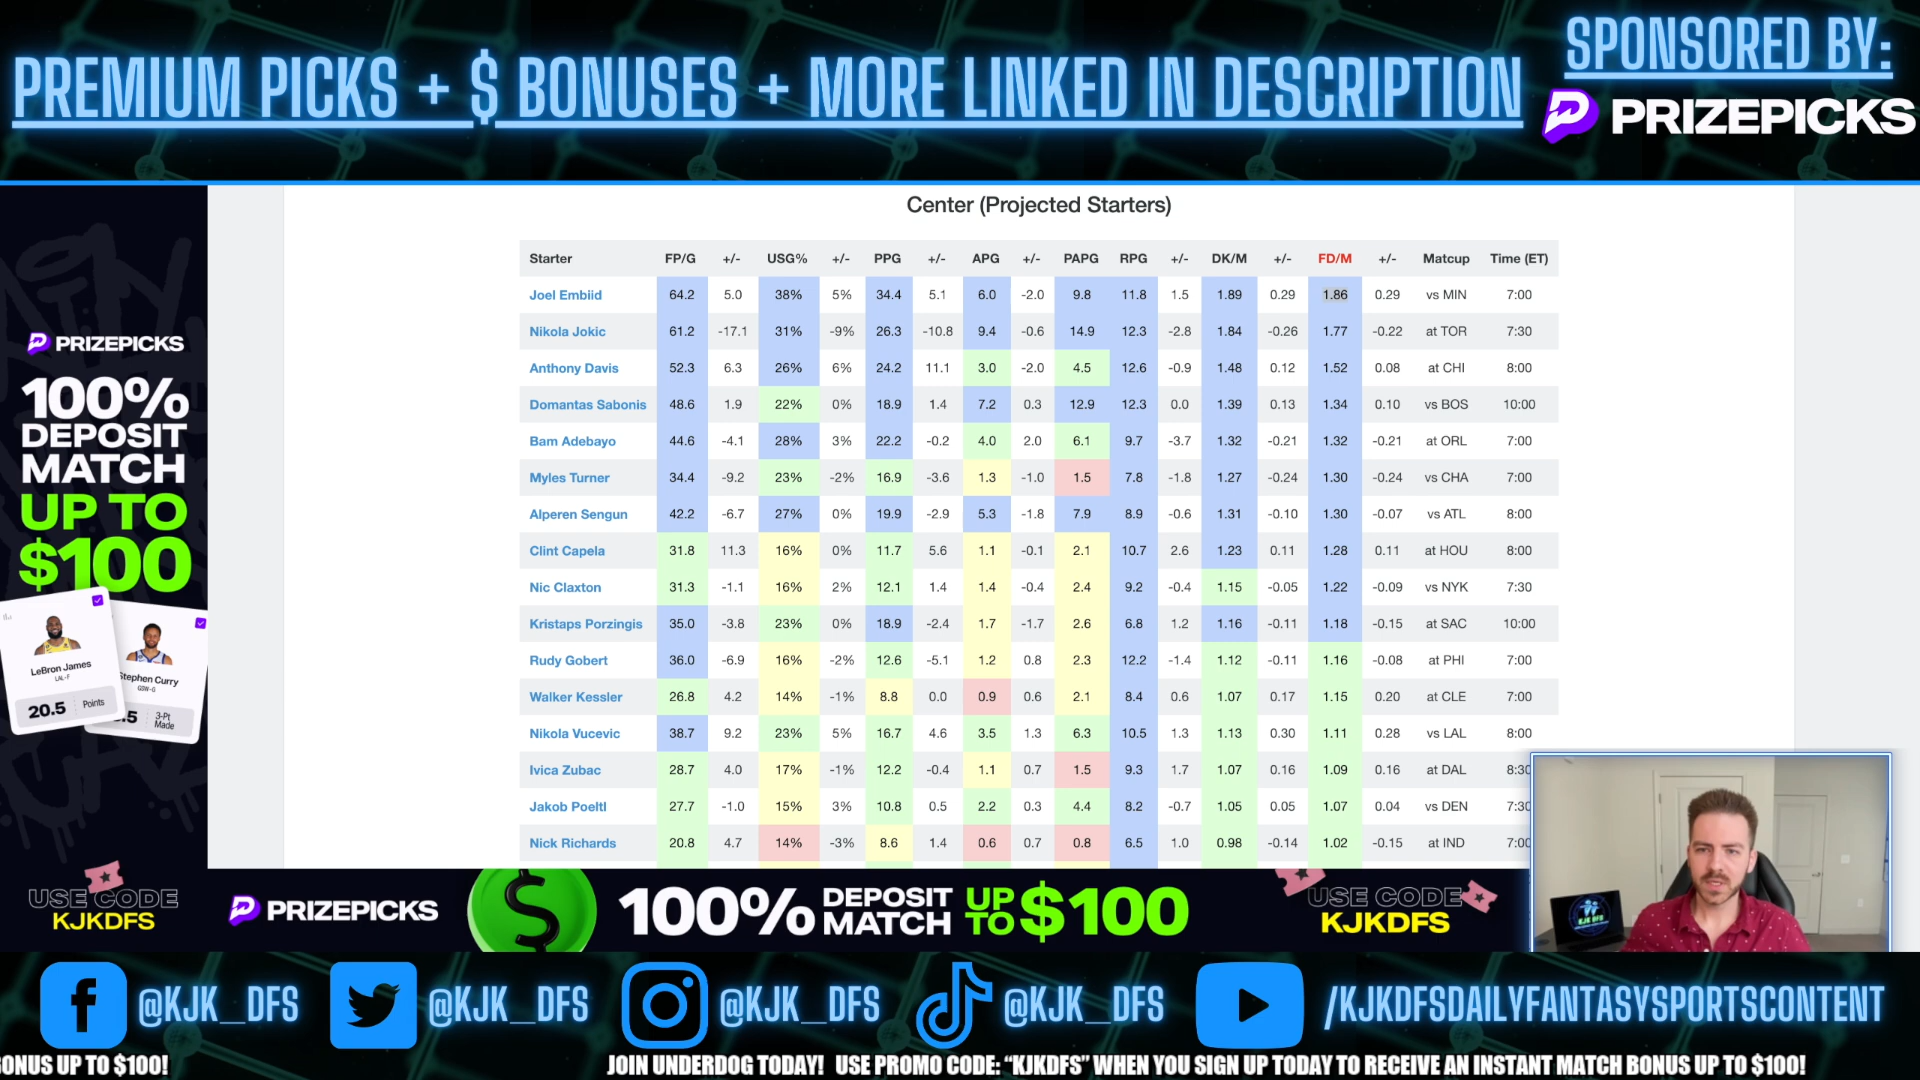 PREMIUM PICKS + $ BONUSES + MORE LINKED IN DESCRIPTION
SPONSORED BY:
PRIZEPICKS
Center (Projected Starters)
Starter FP/G +/- USG% +/- PPG +/- APG +/- PAPG RPG +/- DK/M +/- FD/M +/- Matcup Time (ET)
Joel Embiid 64.2 5.0 38% 5% 34.4 5.1 6.0 -2.0 9.8 11.8 1.5 1.89 0.29 1.86 0.29 vs MIN 7:00
Nikola Jokic 61.2 -17.1 31% -9% 26.3 -10.8 9.4 -0.6 14.9 12.3 -2.8 1.84 -0.26 1.77 -0.22 at TOR 7:30
Anthony Davis 52.3 6.3 26% 6% 24.2 11.1 3.0 -2.0 4.5 12.6 -0.9 1.48 0.12 1.52 0.08 at CHI 8:00
Domantas Sabonis 48.6 1.9 22% 0% 18.9 1.4 7.2 0.3 12.9 12.3 0.0 1.39 0.13 1.34 0.10 vs BOS 10:00
Bam Adebayo 44.6 -4.1 28% 3% 22.2 -0.2 4.0 2.0 6.1 9.7 -3.7 1.32 -0.21 1.32 -0.21 at ORL 7:00
Myles Turner 34.4 -9.2 23% -2% 16.9 -3.6 1.3 -1.0 1.5 7.8 -1.8 1.27 -0.24 1.30 -0.24 vs CHA 7:00
Alperen Sengun 42.2 -6.7 27% 0% 19.9 -2.9 5.3 -1.8 7.9 8.9 -0.6 1.31 -0.10 1.30 -0.07 vs ATL 8:00
Clint Capela 31.8 11.3 16% 0% 11.7 5.6 1.1 -0.1 2.1 10.7 2.6 1.23 0.11 1.28 0.11 at HOU 8:00
Nic Claxton 31.3 -1.1 16% 2% 12.1 1.4 1.4 -0.4 2.4 9.2 -0.4 1.15 -0.05 1.22 -0.09 vs NYK 7:30
Kristaps Porzingis 35.0 -3.8 23% 0% 18.9 -2.4 1.7 -1.7 2.6 6.8 1.2 1.16 -0.11 1.18 -0.15 at SAC 10:00
Rudy Gobert 36.0 -6.9 16% -2% 12.6 -5.1 1.2 0.8 2.3 12.2 -1.4 1.12 -0.11 1.16 -0.08 at PHI 7:00
Walker Kessler 26.8 4.2 14% -1% 8.8 0.0 0.9 0.6 2.1 8.4 0.6 1.07 0.17 1.15 0.20 at CLE 7:00
Nikola Vucevic 38.7 9.2 23% 5% 16.7 4.6 3.5 1.3 6.3 10.5 1.3 1.13 0.30 1.11 0.28 vs LAL 8:00
Ivica Zubac 28.7 4.0 17% -1% 12.2 -0.4 1.1 0.7 1.5 9.3 1.7 1.07 0.16 1.09 0.16 at DAL 8:30
Jakob Poeltl 27.7 -1.0 15% 3% 10.8 0.5 2.2 0.3 4.4 8.2 -0.7 1.05 0.05 1.07 0.04 vs DEN 7:30
Nick Richards 20.8 4.7 14% -3% 8.6 1.4 0.6 0.7 0.8 6.5 1.0 0.98 -0.14 1.02 -0.15 at IND 7:00
PRIZEPICKS
100%
DEPOSIT
MATCH
UP TO
$100
LeBron James
LAL-F
20.5 Points
Stephen Curry
GSW-G
.5 3-Pt
Made
USE CODE
KJKDFS
PRIZEPICKS
100% DEPOSIT MATCH UP TO $100
USE CODE
KJKDFS
KJK DFS
@KJK_DFS
@KJK_DFS
@KJK_DFS
@KJK_DFS
/KJKDFSDAILYFANTASYSPORTSCONTENT
ONUS UP TO $100! JOIN UNDERDOG TODAY! USE PROMO CODE: "KJKDFS" WHEN YOU SIGN UP TODAY TO RECEIVE AN INSTANT MATCH BONUS UP TO $100!